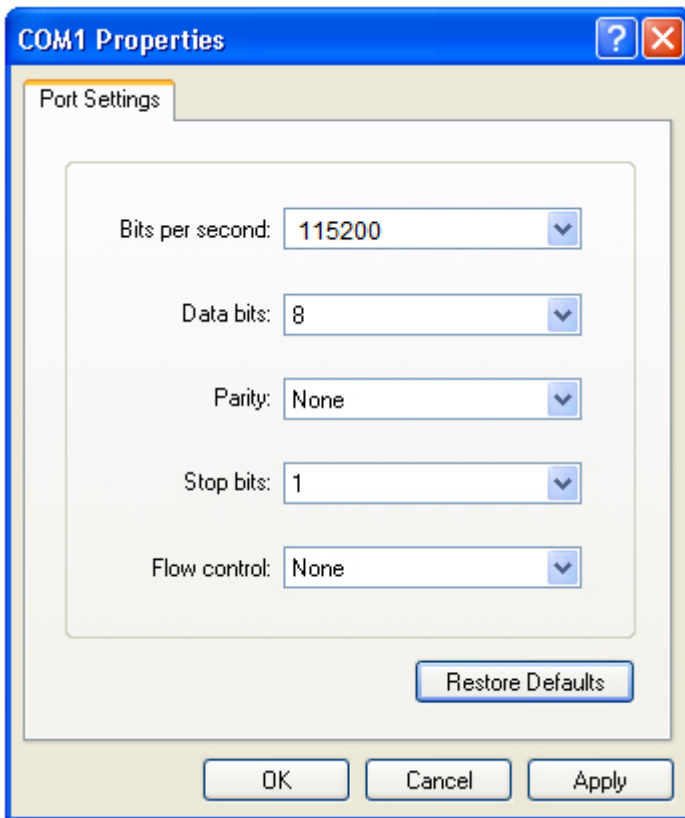 COM1 Properties
Port Settings
Bits per second: 115200
Data bits: 8
Parity: None
Stop bits: 1
Flow control: None
Restore Defaults
OK Cancel Apply